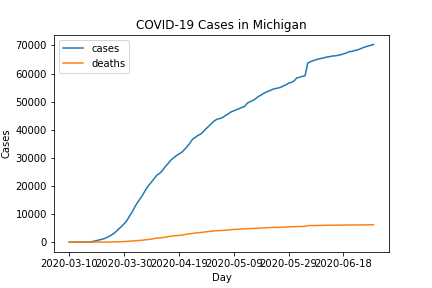 COVID-19 Cases in Michigan
cases
deaths
70000
60000
50000
40000
30000
20000
10000
0
Cases
2020-03-10 2020-03-30 2020-04-19 2020-05-09 2020-05-29 2020-06-18
Day